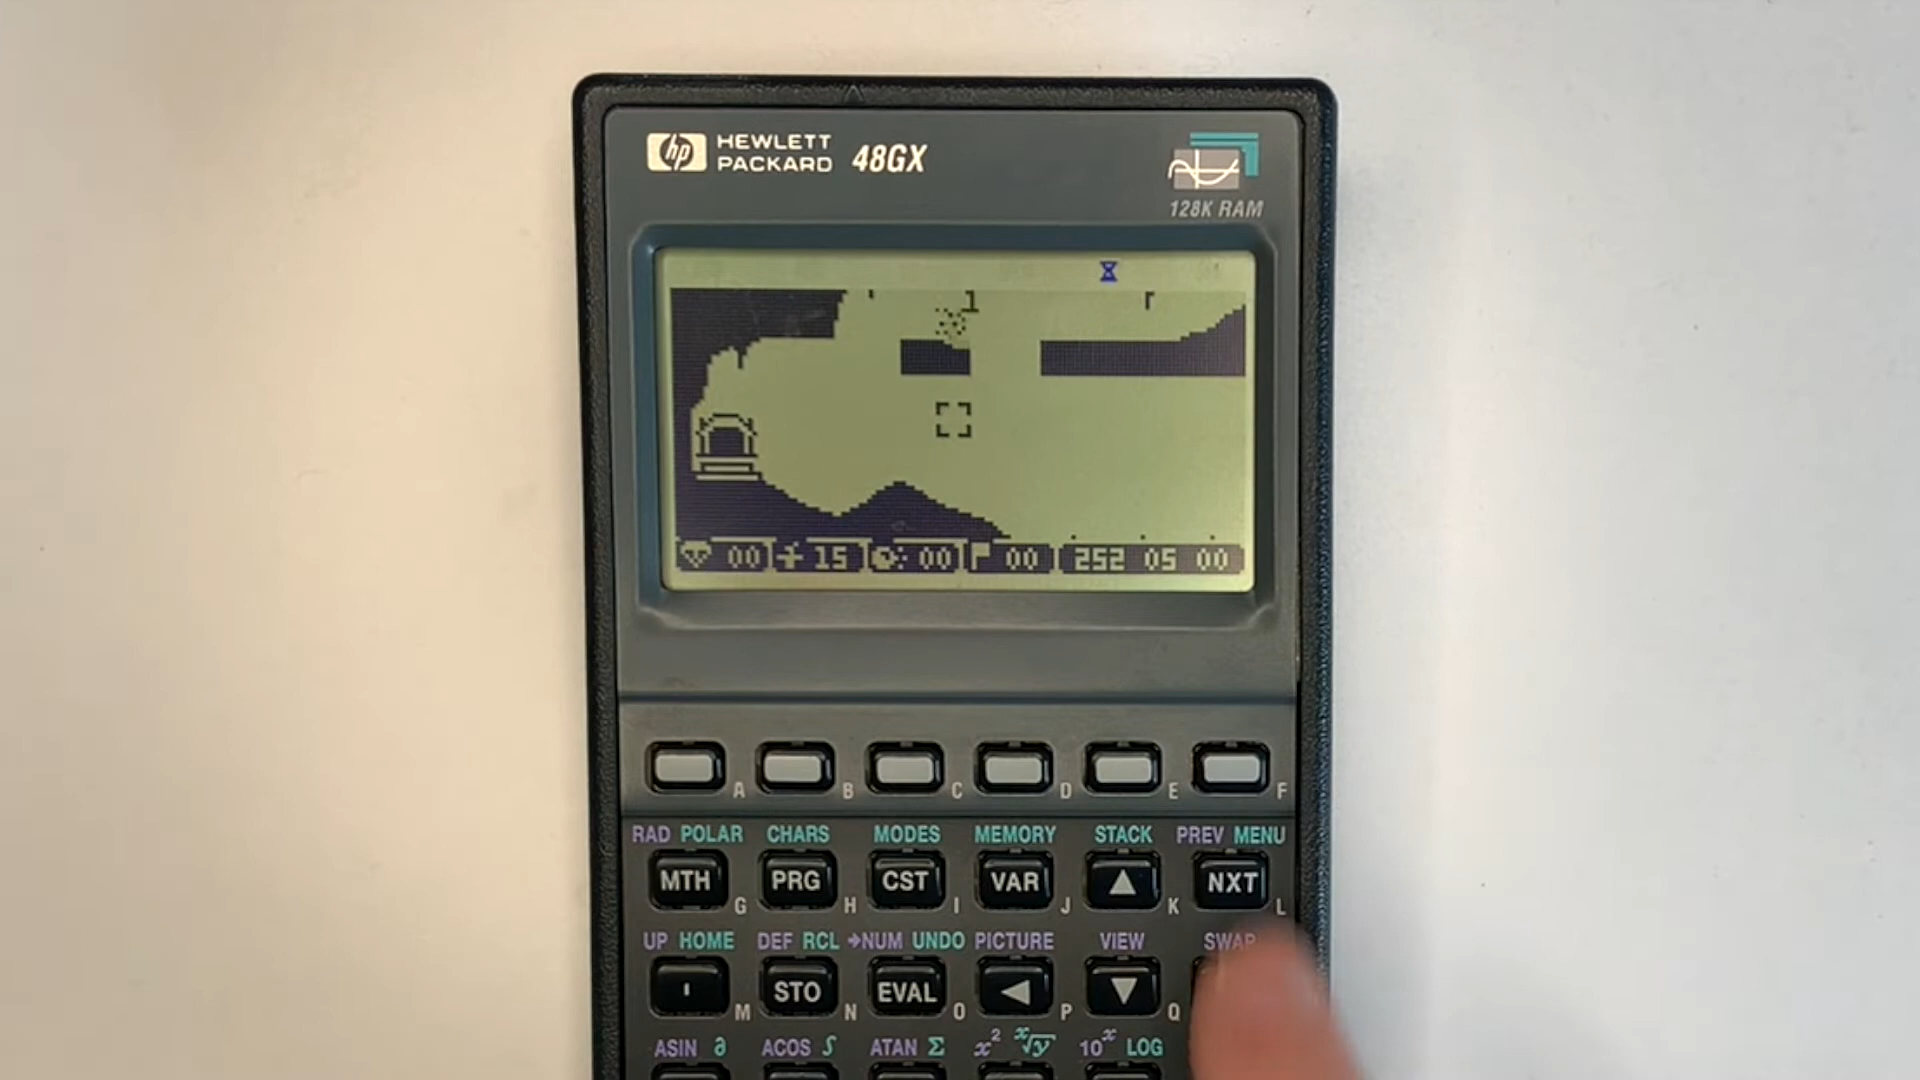 hp HEWLETT PACKARD 48GX
128K RAM
00 15 00 00 252 05 00
A B C D E F
RAD POLAR CHARS MODES MEMORY STACK PREV MENU
MTH PRG CST VAR ▲ NXT
G H I J K L
UP HOME DEF RCL →NUM UNDO PICTURE VIEW SWAP
' STO EVAL ◀ ▼
M N O P Q
ASIN ∂ ACOS ∫ ATAN Σ x² ˣ√y 10ˣ LOG